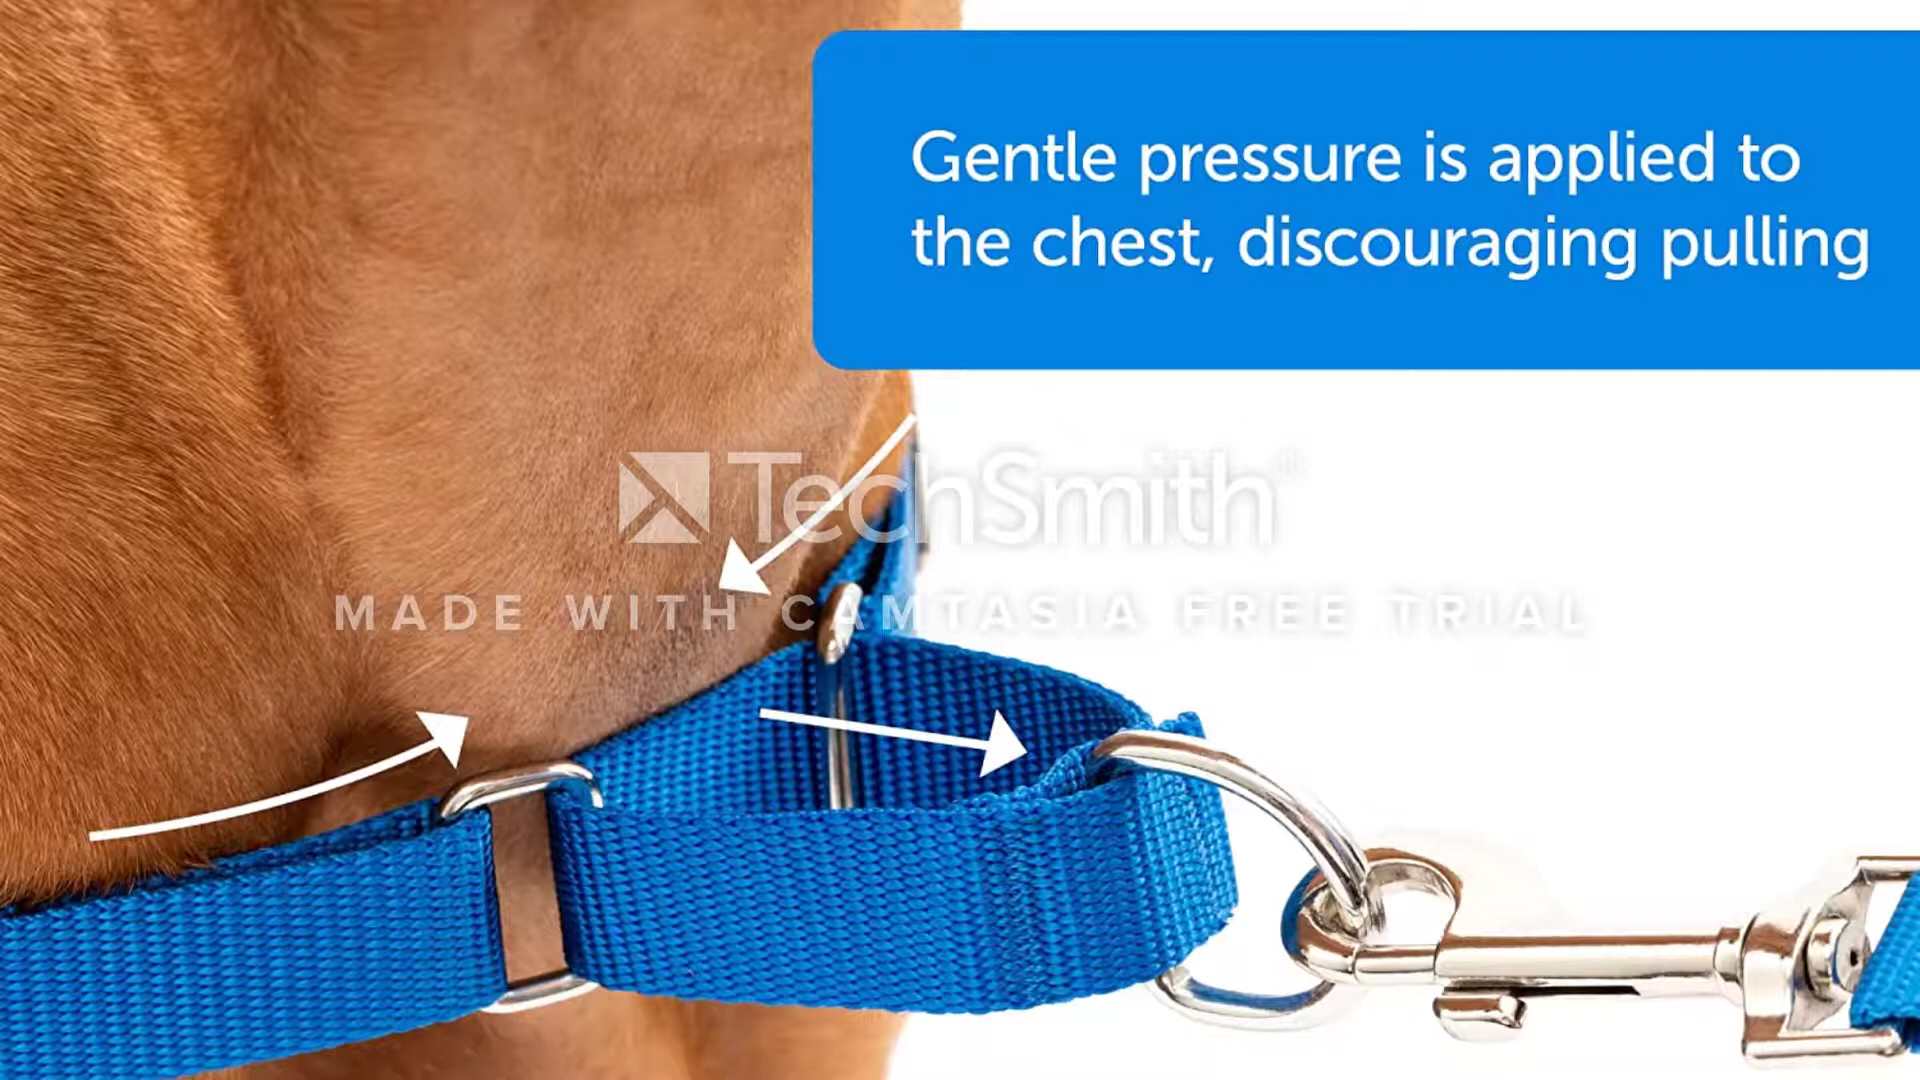 Gentle pressure is applied to
the chest, discouraging pulling
TechSmith
MADE WITH CAMTASIA FREE TRIAL